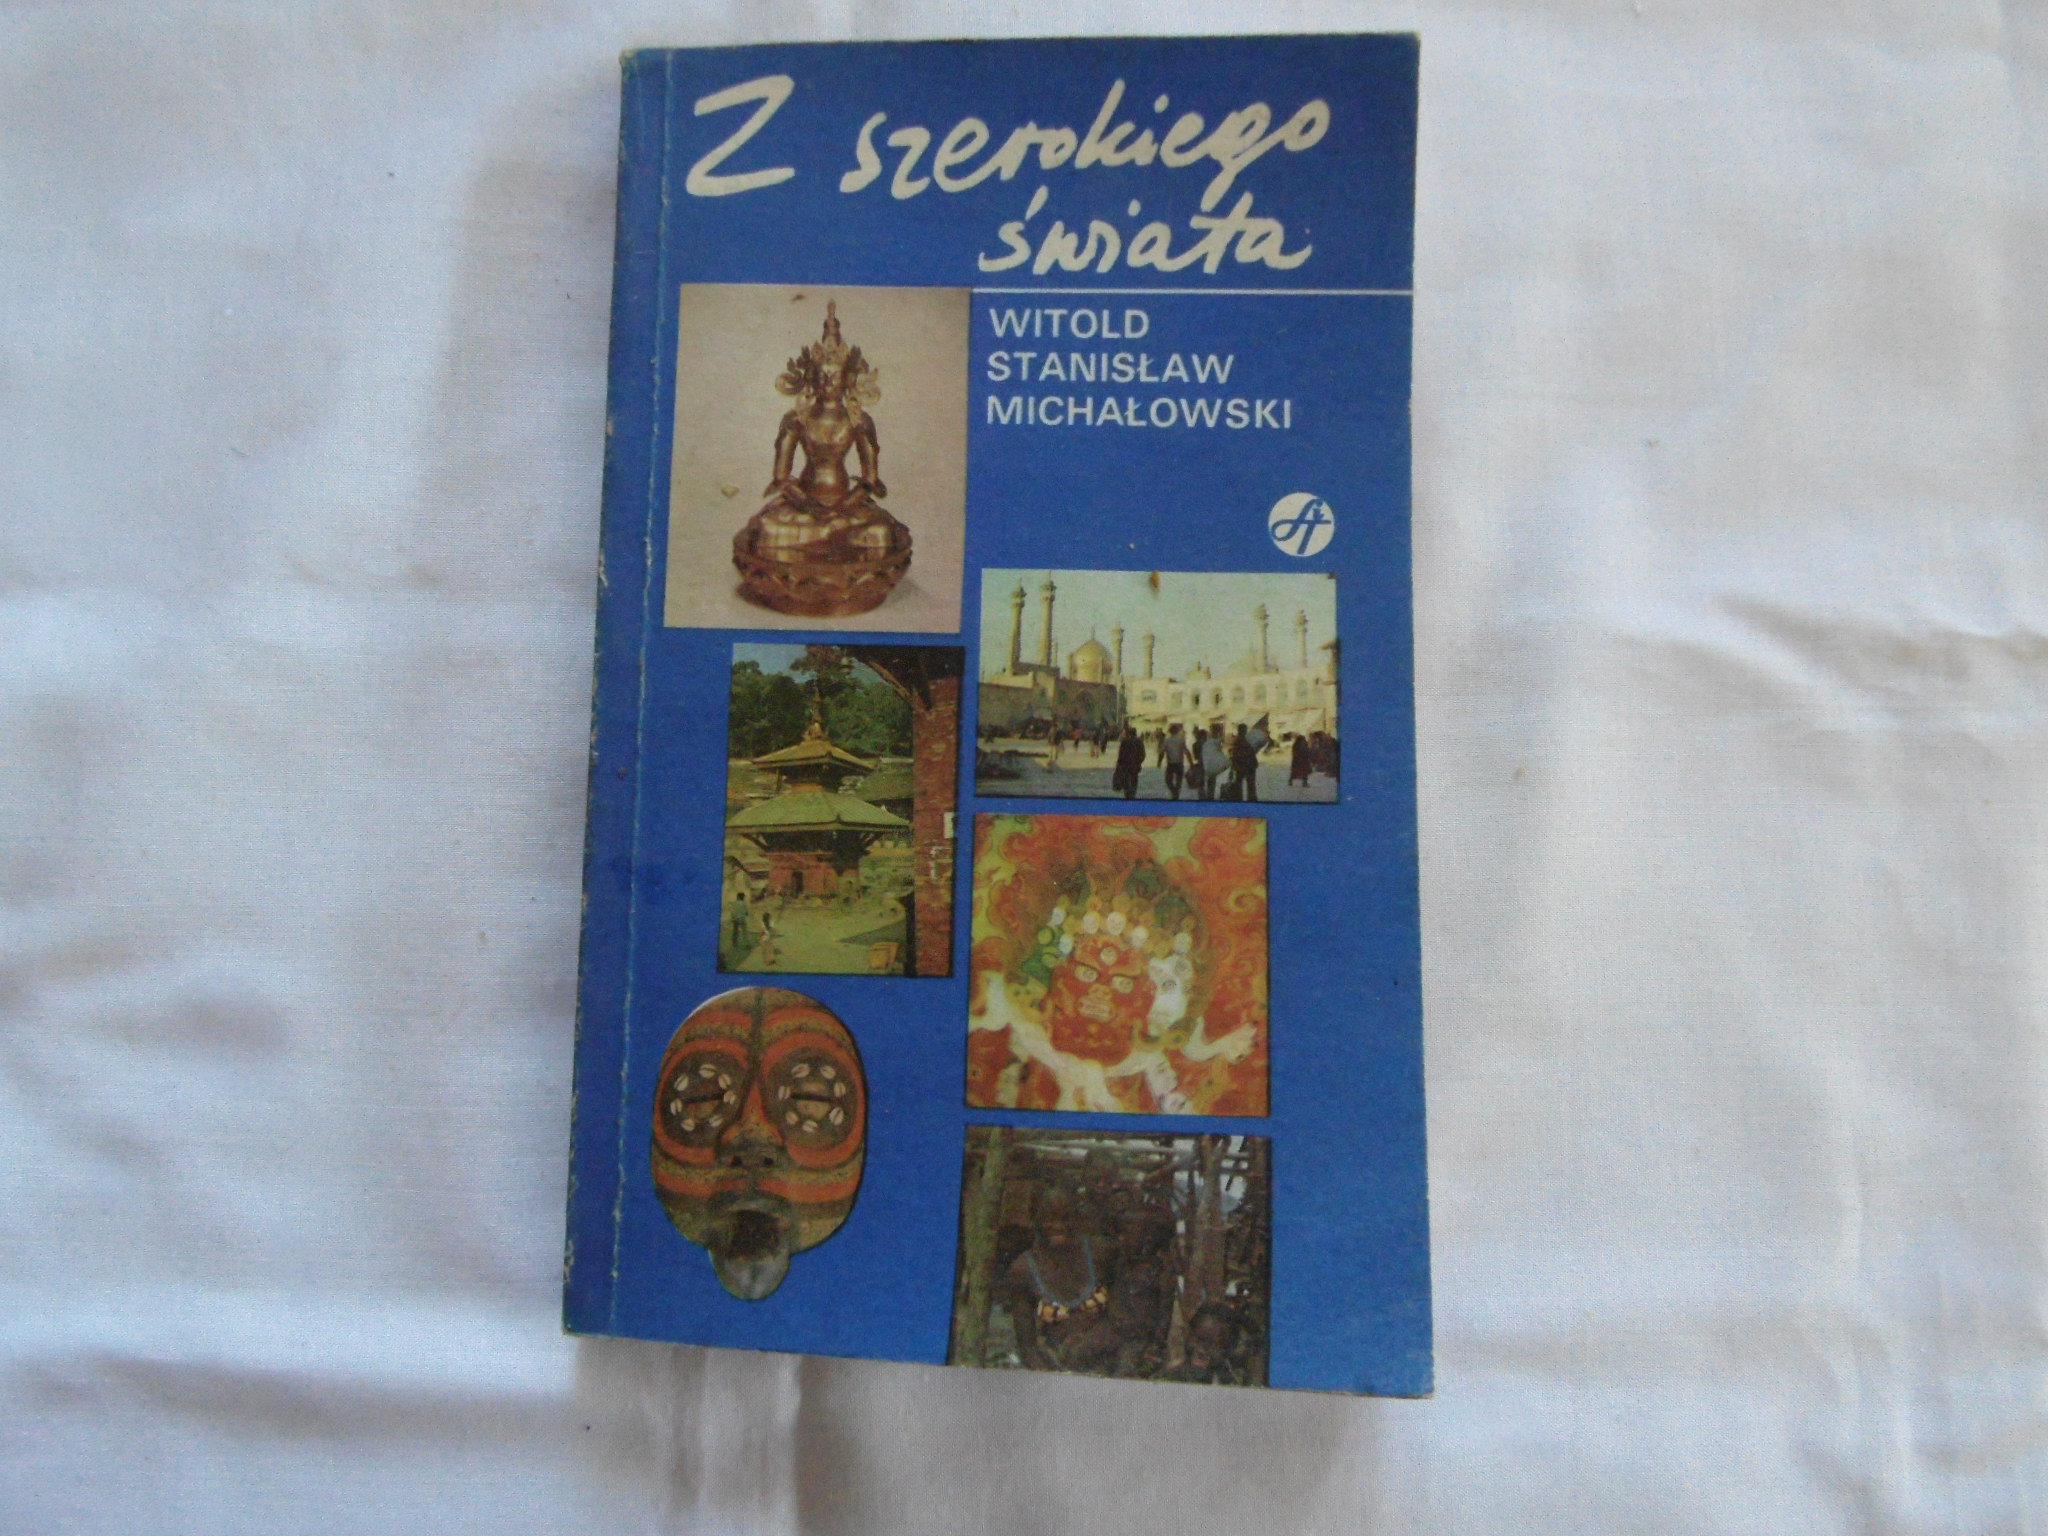 Z szerokiego
świata
WITOLD
STANISŁAW
MICHAŁOWSKI